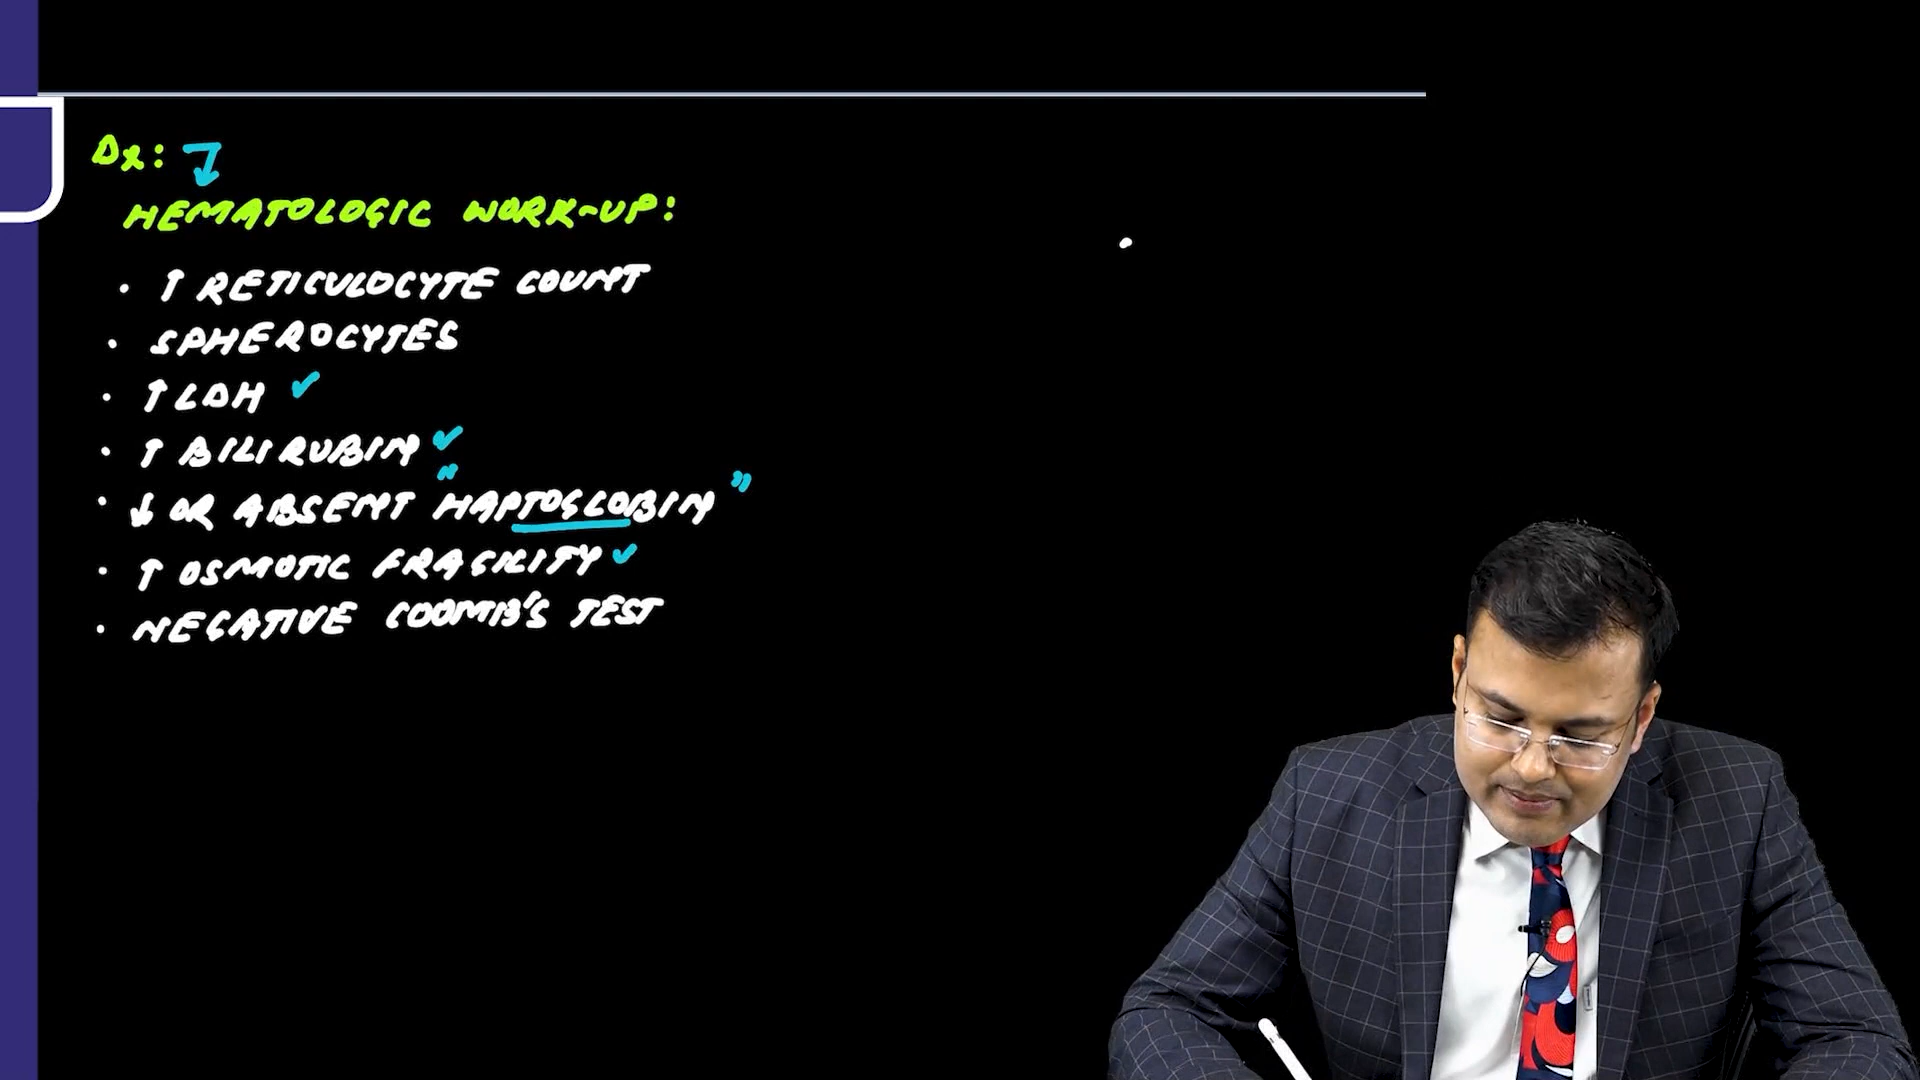 Dx:
HEMATOLOGIC WORK-UP:
• ↑ RETICULOCYTE COUNT
• SPHEROCYTES
• ↑ LDH ✓
• ↑ BILIRUBIN ✓
• ↓ OR ABSENT "HAPTOGLOBIN"
• ↑ OSMOTIC FRAGILITY ✓
• NEGATIVE COOMB'S TEST